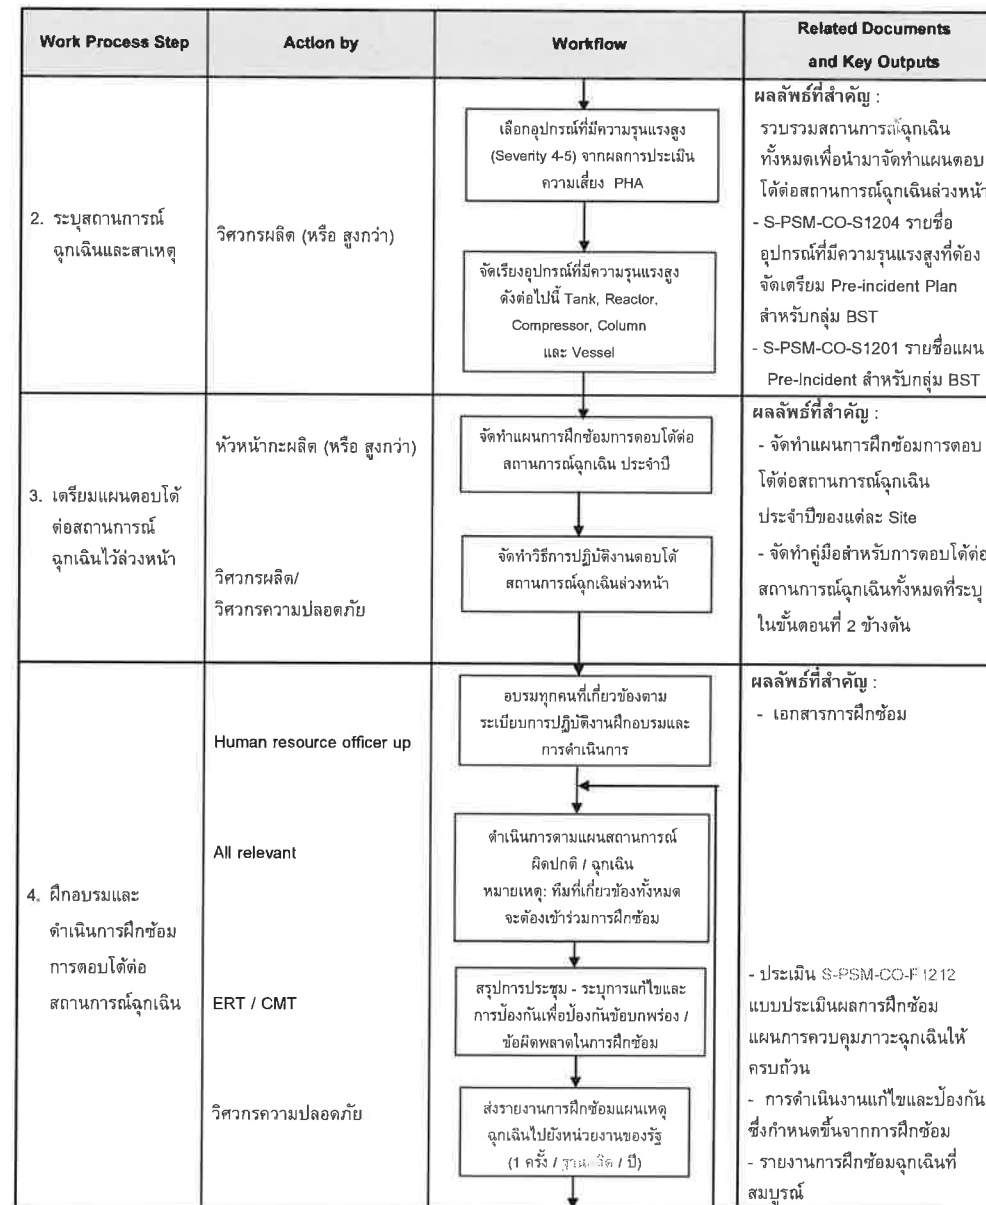 Work Process Step
Action by
Workflow
Related Documents
and Key Outputs
2. ระบุสถานการณ์
ฉุกเฉินและสาเหตุ
วิศวกรผลิต (หรือ สูงกว่า)
เลือกอุปกรณ์ที่มีความรุนแรงสูง
(Severity 4-5) จากผลการประเมิน
ความเสี่ยง PHA
จัดเรียงอุปกรณ์ที่มีความรุนแรงสูง
ดังต่อไปนี้ Tank, Reactor,
Compressor, Column
และ Vessel
ผลลัพธ์ที่สำคัญ :
รวบรวมสถานการณ์ฉุกเฉิน
ทั้งหมดเพื่อนำมาจัดทำแผนตอบ
โต้ต่อสถานการณ์ฉุกเฉินล่วงหน้า
- S-PSM-CO-S1204 รายชื่อ
อุปกรณ์ที่มีความรุนแรงสูงที่ต้อง
จัดเตรียม Pre-incident Plan
สำหรับกลุ่ม BST
- S-PSM-CO-S1201 รายชื่อแผน
Pre-Incident สำหรับกลุ่ม BST
3. เตรียมแผนตอบโต้
ต่อสถานการณ์
ฉุกเฉินไว้ล่วงหน้า
หัวหน้ากะผลิต (หรือ สูงกว่า)
วิศวกรผลิต/
วิศวกรความปลอดภัย
จัดทำแผนการฝึกซ้อมการตอบโต้ต่อ
สถานการณ์ฉุกเฉิน ประจำปี
จัดทำวิธีการปฏิบัติงานตอบโต้
สถานการณ์ฉุกเฉินล่วงหน้า
ผลลัพธ์ที่สำคัญ :
- จัดทำแผนการฝึกซ้อมการตอบ
โต้ต่อสถานการณ์ฉุกเฉิน
ประจำปีของแต่ละ Site
- จัดทำคู่มือสำหรับการตอบโต้ต่อ
สถานการณ์ฉุกเฉินทั้งหมดที่ระบุ
ในขั้นตอนที่ 2 ข้างต้น
4. ฝึกอบรมและ
ดำเนินการฝึกซ้อม
การตอบโต้ต่อ
สถานการณ์ฉุกเฉิน
Human resource officer up
All relevant
ERT / CMT
วิศวกรความปลอดภัย
อบรมทุกคนที่เกี่ยวข้องตาม
ระเบียบการปฏิบัติงานฝึกอบรมและ
การดำเนินการ
ดำเนินการตามแผนสถานการณ์
ผิดปกติ / ฉุกเฉิน
หมายเหตุ: ทีมที่เกี่ยวข้องทั้งหมด
จะต้องเข้าร่วมการฝึกซ้อม
สรุปการประชุม - ระบุการแก้ไขและ
การป้องกันเพื่อป้องกันข้อบกพร่อง /
ข้อผิดพลาดในการฝึกซ้อม
ส่งรายงานการฝึกซ้อมแผนเหตุ
ฉุกเฉินไปยังหน่วยงานของรัฐ
(1 ครั้ง / / ปี)
ผลลัพธ์ที่สำคัญ :
- เอกสารการฝึกซ้อม
- ประเมิน S-PSM-CO-F1212
แบบประเมินผลการฝึกซ้อม
แผนการควบคุมภาวะฉุกเฉินให้
ครบถ้วน
- การดำเนินงานแก้ไขและป้องกัน
ซึ่งกำหนดขึ้นจากการฝึกซ้อม
- รายงานการฝึกซ้อมฉุกเฉินที่
สมบูรณ์